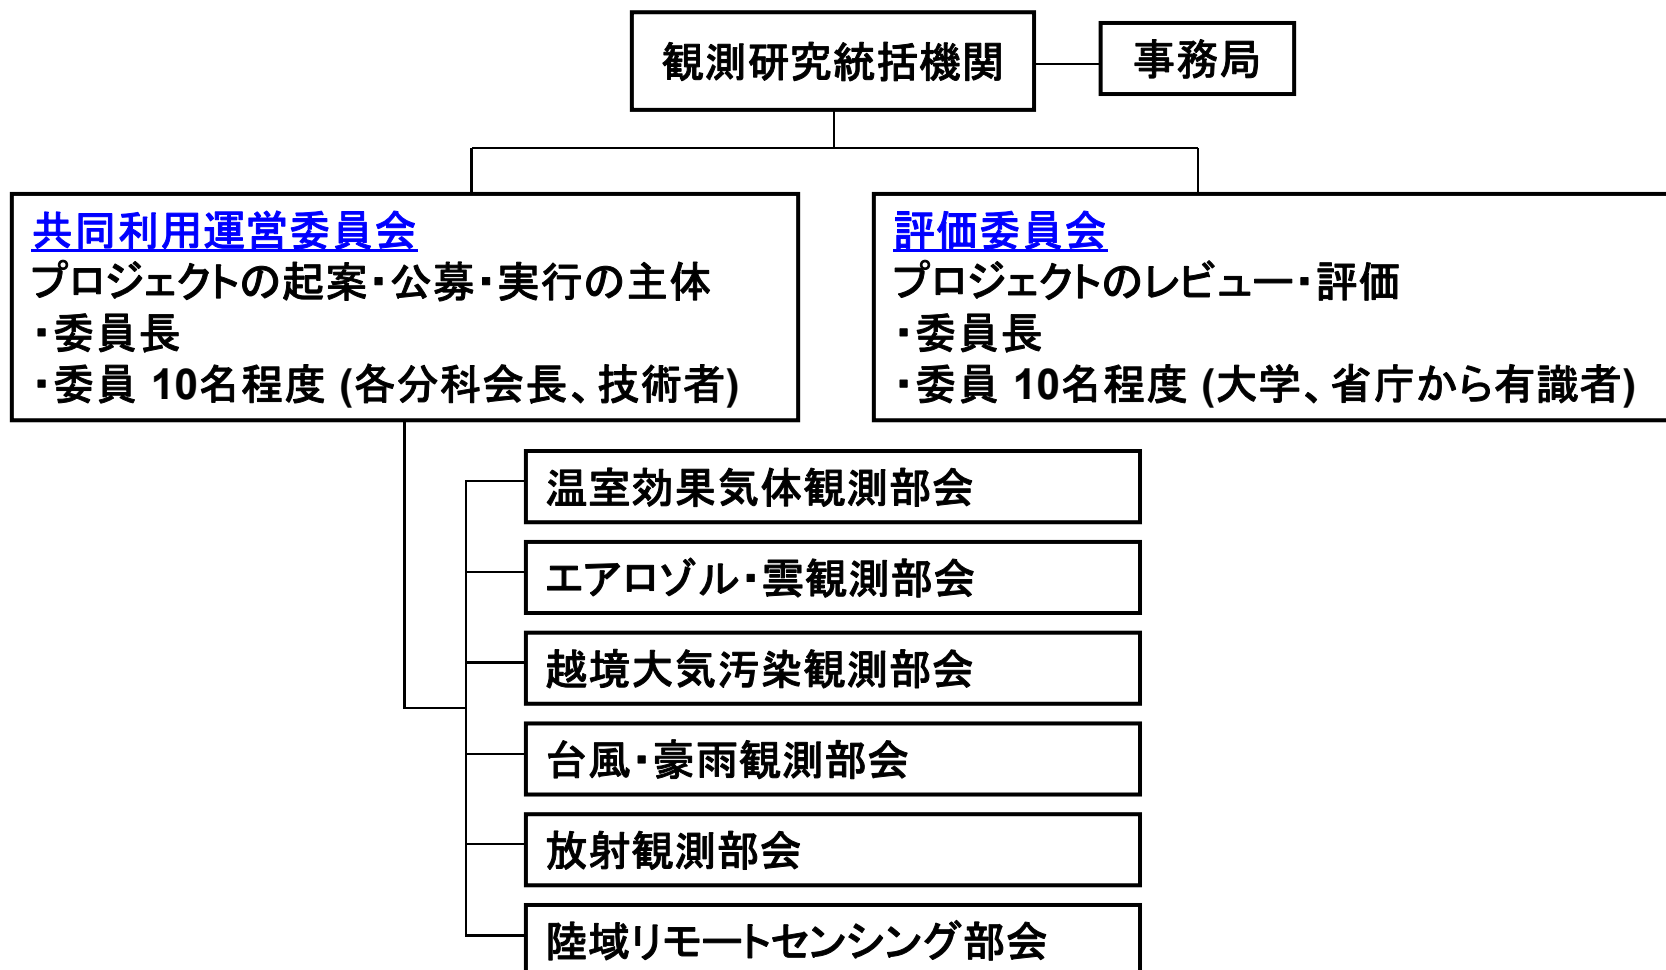 観測研究統括機関
事務局
共同利用運営委員会
プロジェクトの起案・公募・実行の主体
・委員長
・委員 10名程度 (各分科会長、技術者)
評価委員会
プロジェクトのレビュー・評価
・委員長
・委員 10名程度 (大学、省庁から有識者)
温室効果気体観測部会
エアロゾル・雲観測部会
越境大気汚染観測部会
台風・豪雨観測部会
放射観測部会
陸域リモートセンシング部会